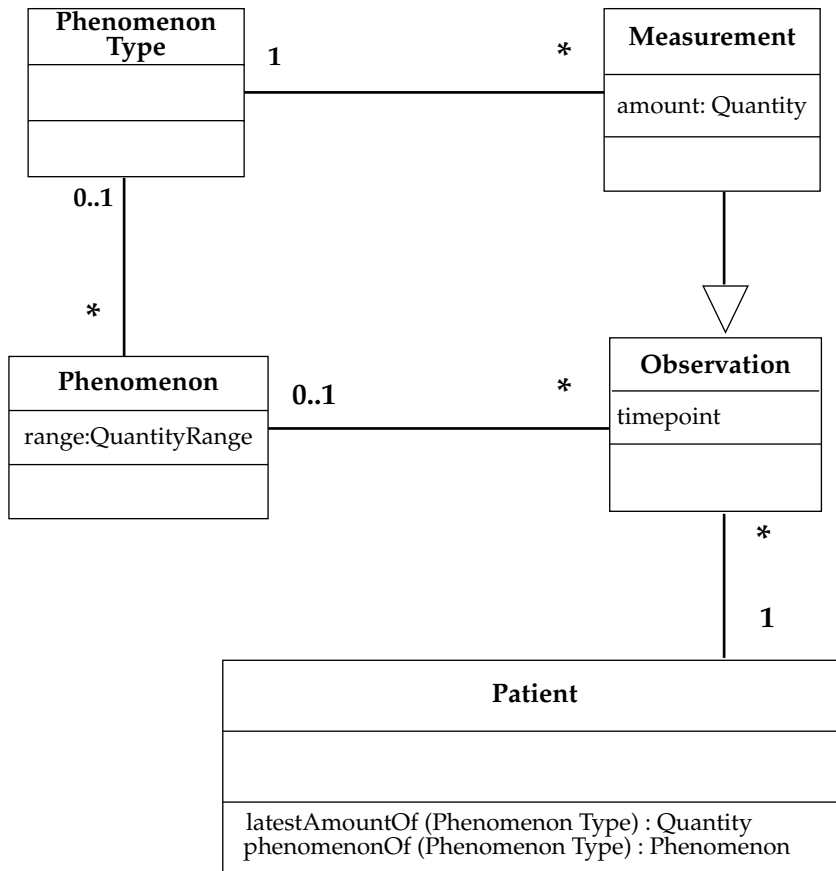 Phenomenon
Type
1
*
Measurement
amount: Quantity
0..1
*
Phenomenon
range:QuantityRange
0..1
*
Observation
timepoint
*
1
Patient
latestAmountOf (Phenomenon Type) : Quantity
phenomenonOf (Phenomenon Type) : Phenomenon